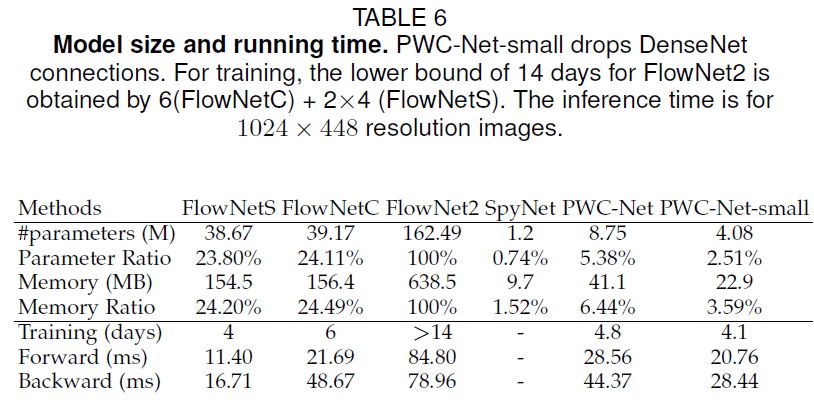 TABLE 6
Model size and running time. PWC-Net-small drops DenseNet
connections. For training, the lower bound of 14 days for FlowNet2 is
obtained by 6(FlowNetC) + 2×4 (FlowNetS). The inference time is for
1024 × 448 resolution images.
Methods FlowNetS FlowNetC FlowNet2 SpyNet PWC-Net PWC-Net-small
#parameters (M) 38.67 39.17 162.49 1.2 8.75 4.08
Parameter Ratio 23.80% 24.11% 100% 0.74% 5.38% 2.51%
Memory (MB) 154.5 156.4 638.5 9.7 41.1 22.9
Memory Ratio 24.20% 24.49% 100% 1.52% 6.44% 3.59%
Training (days) 4 6 >14 - 4.8 4.1
Forward (ms) 11.40 21.69 84.80 - 28.56 20.76
Backward (ms) 16.71 48.67 78.96 - 44.37 28.44